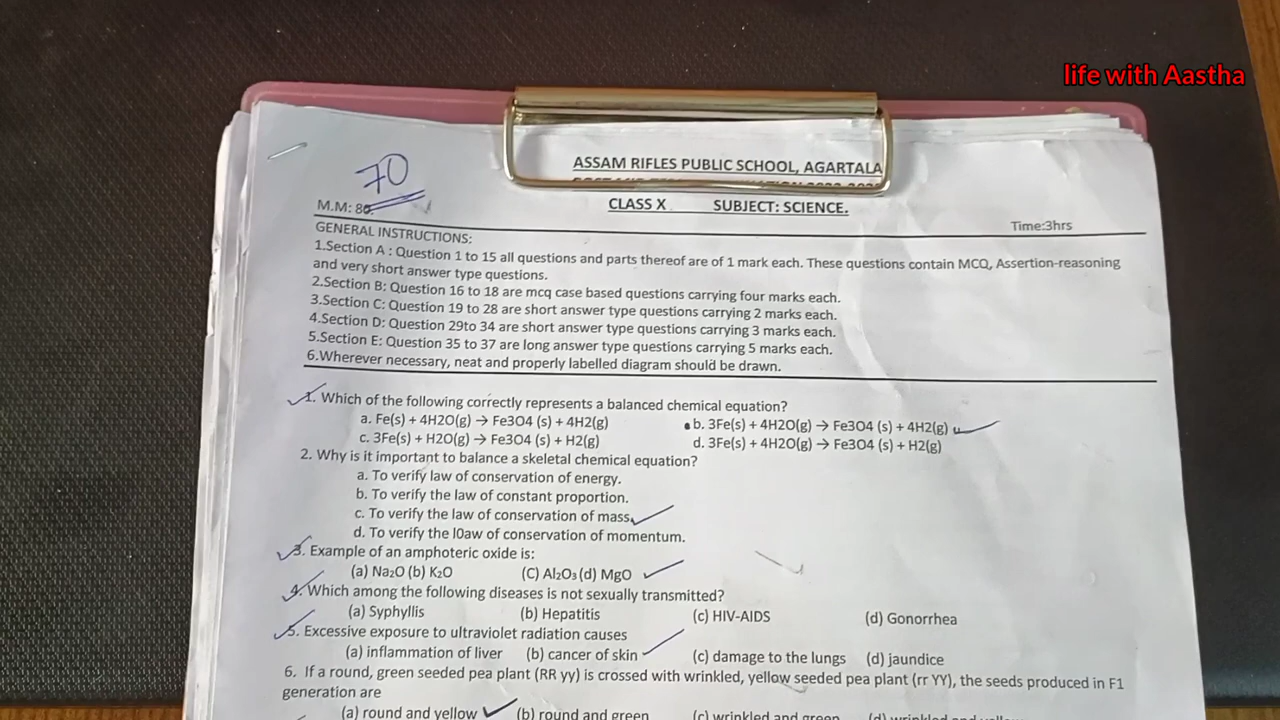 life with Aastha
70
ASSAM RIFLES PUBLIC SCHOOL, AGARTALA
CLASS X SUBJECT: SCIENCE.
M.M: 80.
Time:3hrs
GENERAL INSTRUCTIONS:
1.Section A : Question 1 to 15 all questions and parts thereof are of 1 mark each. These questions contain MCQ, Assertion-reasoning
and very short answer type questions.
2.Section B: Question 16 to 18 are mcq case based questions carrying four marks each.
3.Section C: Question 19 to 28 are short answer type questions carrying 2 marks each.
4.Section D: Question 29to 34 are short answer type questions carrying 3 marks each.
5.Section E: Question 35 to 37 are long answer type questions carrying 5 marks each.
6.Wherever necessary, neat and properly labelled diagram should be drawn.
1. Which of the following correctly represents a balanced chemical equation?
a. Fe(s) + 4H2O(g) → Fe3O4 (s) + 4H2(g) b. 3Fe(s) + 4H2O(g) → Fe3O4 (s) + 4H2(g)
c. 3Fe(s) + H2O(g) → Fe3O4 (s) + H2(g) d. 3Fe(s) + 4H2O(g) → Fe3O4 (s) + H2(g)
2. Why is it important to balance a skeletal chemical equation?
a. To verify law of conservation of energy.
b. To verify the law of constant proportion.
c. To verify the law of conservation of mass.
d. To verify the l0aw of conservation of momentum.
3. Example of an amphoteric oxide is:
(a) Na₂O (b) K₂O (C) Al₂O₃ (d) MgO
4. Which among the following diseases is not sexually transmitted?
(a) Syphyllis (b) Hepatitis (c) HIV-AIDS (d) Gonorrhea
5. Excessive exposure to ultraviolet radiation causes
(a) inflammation of liver (b) cancer of skin (c) damage to the lungs (d) jaundice
6. If a round, green seeded pea plant (RR yy) is crossed with wrinkled, yellow seeded pea plant (rr YY), the seeds produced in F1
generation are
(a) round and yellow (b) round and green (c) wrinkled and green (d) wrinkled and yellow